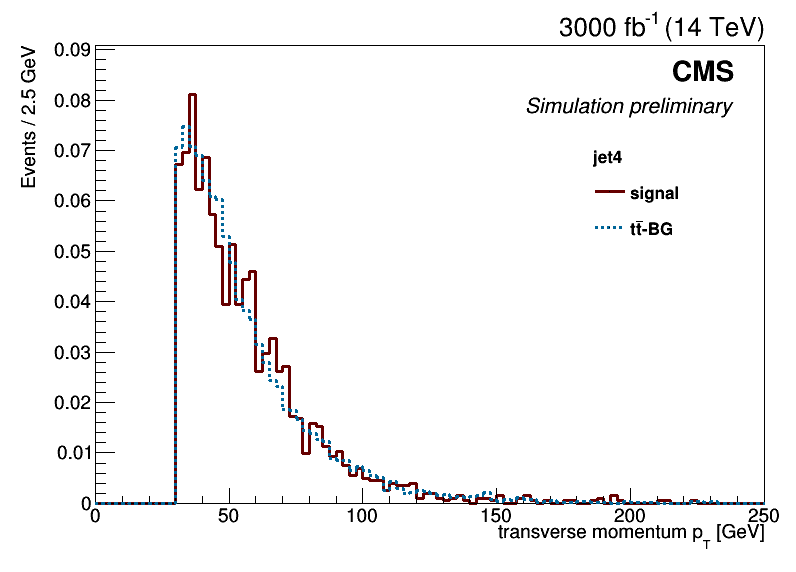 3000 fb⁻¹ (14 TeV)
Events / 2.5 GeV
0.09
0.08
0.07
0.06
0.05
0.04
0.03
0.02
0.01
0
CMS
Simulation preliminary
jet4
signal
tt̄-BG
0 50 100 150 200 250
transverse momentum p_T [GeV]